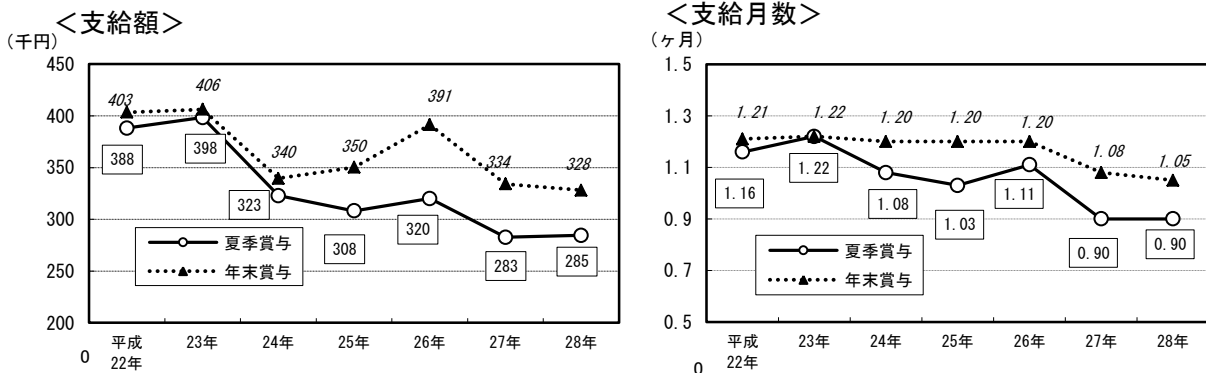 ＜支給額＞
（千円）
450
400
350
300
250
200
0
403
406
340
350
391
334
328
388
398
323
308
320
283
285
夏季賞与
年末賞与
平成
22年
23年
24年
25年
26年
27年
28年
＜支給月数＞
（ヶ月）
1.5
1.3
1.1
0.9
0.7
0.5
0
1.21
1.22
1.20
1.20
1.20
1.08
1.05
1.16
1.22
1.08
1.03
1.11
0.90
0.90
夏季賞与
年末賞与
平成
22年
23年
24年
25年
26年
27年
28年